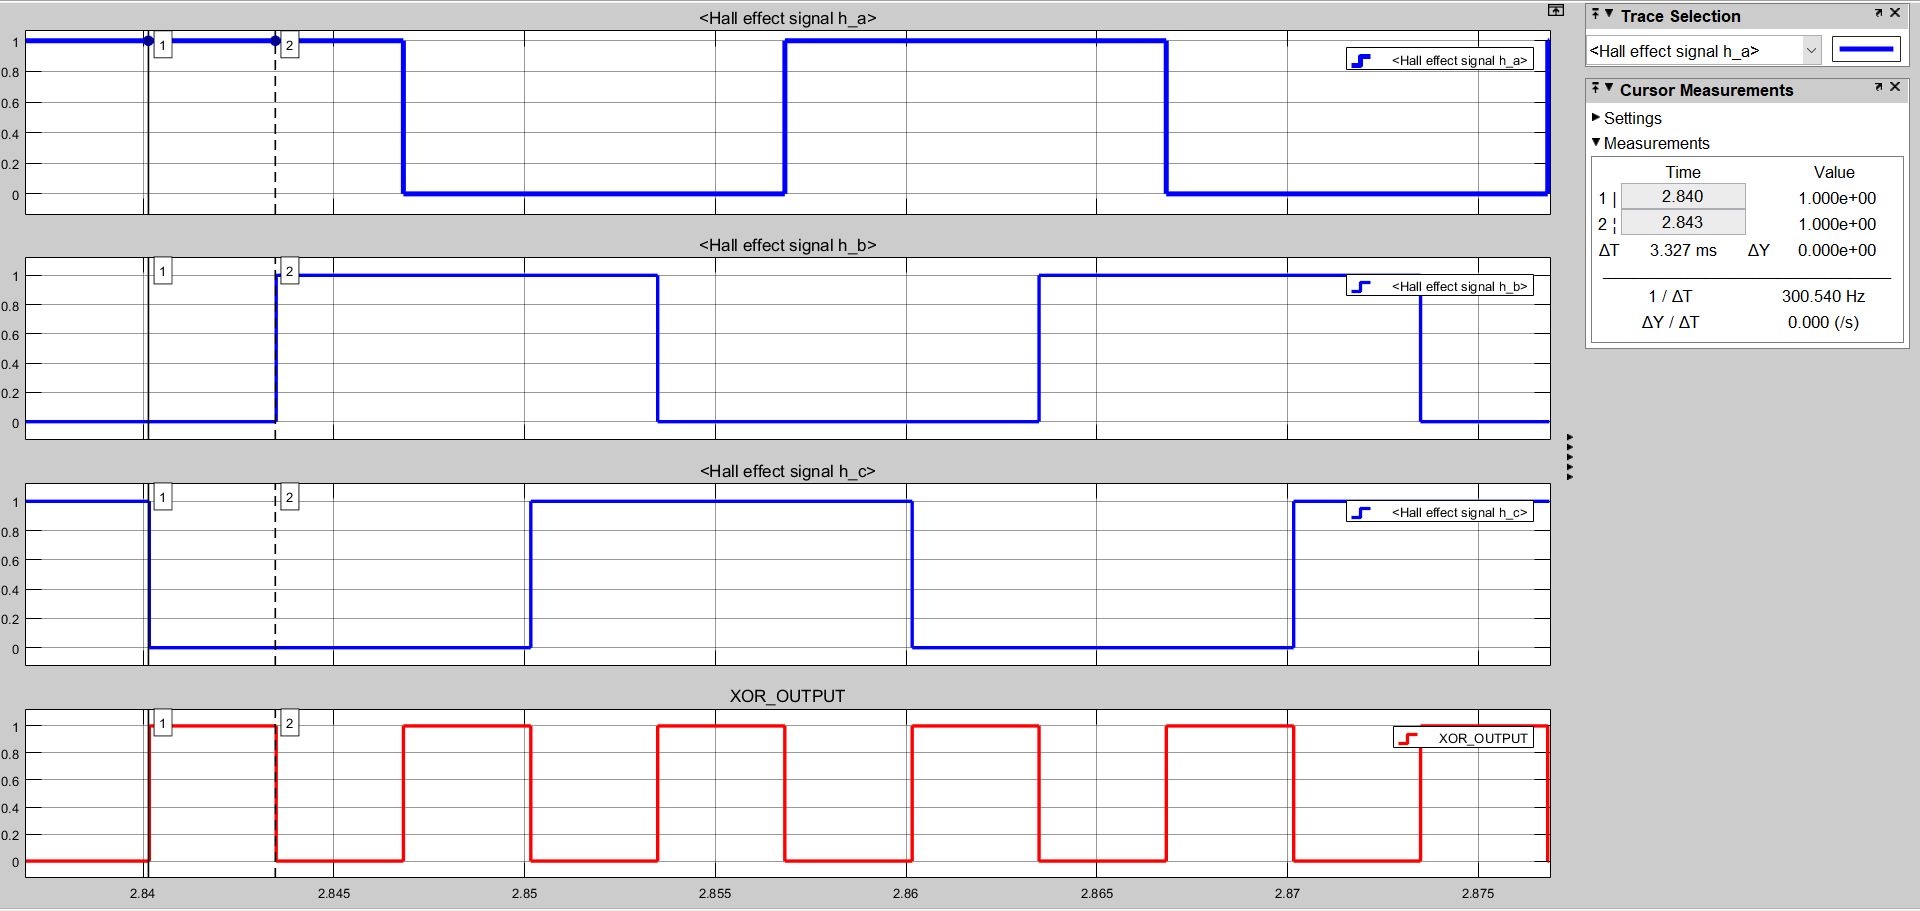 <Hall effect signal h_a>
1
0.8
0.6
0.4
0.2
0
1
2
<Hall effect signal h_a>
<Hall effect signal h_b>
1
0.8
0.6
0.4
0.2
0
1
2
<Hall effect signal h_b>
<Hall effect signal h_c>
1
0.8
0.6
0.4
0.2
0
1
2
<Hall effect signal h_c>
XOR_OUTPUT
1
0.8
0.6
0.4
0.2
0
1
2
XOR_OUTPUT
2.84 2.845 2.85 2.855 2.86 2.865 2.87 2.875
Trace Selection
<Hall effect signal h_a>
Cursor Measurements
Settings
Measurements
Time Value
1 | 2.840 1.000e+00
2 ¦ 2.843 1.000e+00
ΔT 3.327 ms ΔY 0.000e+00
1 / ΔT 300.540 Hz
ΔY / ΔT 0.000 (/s)